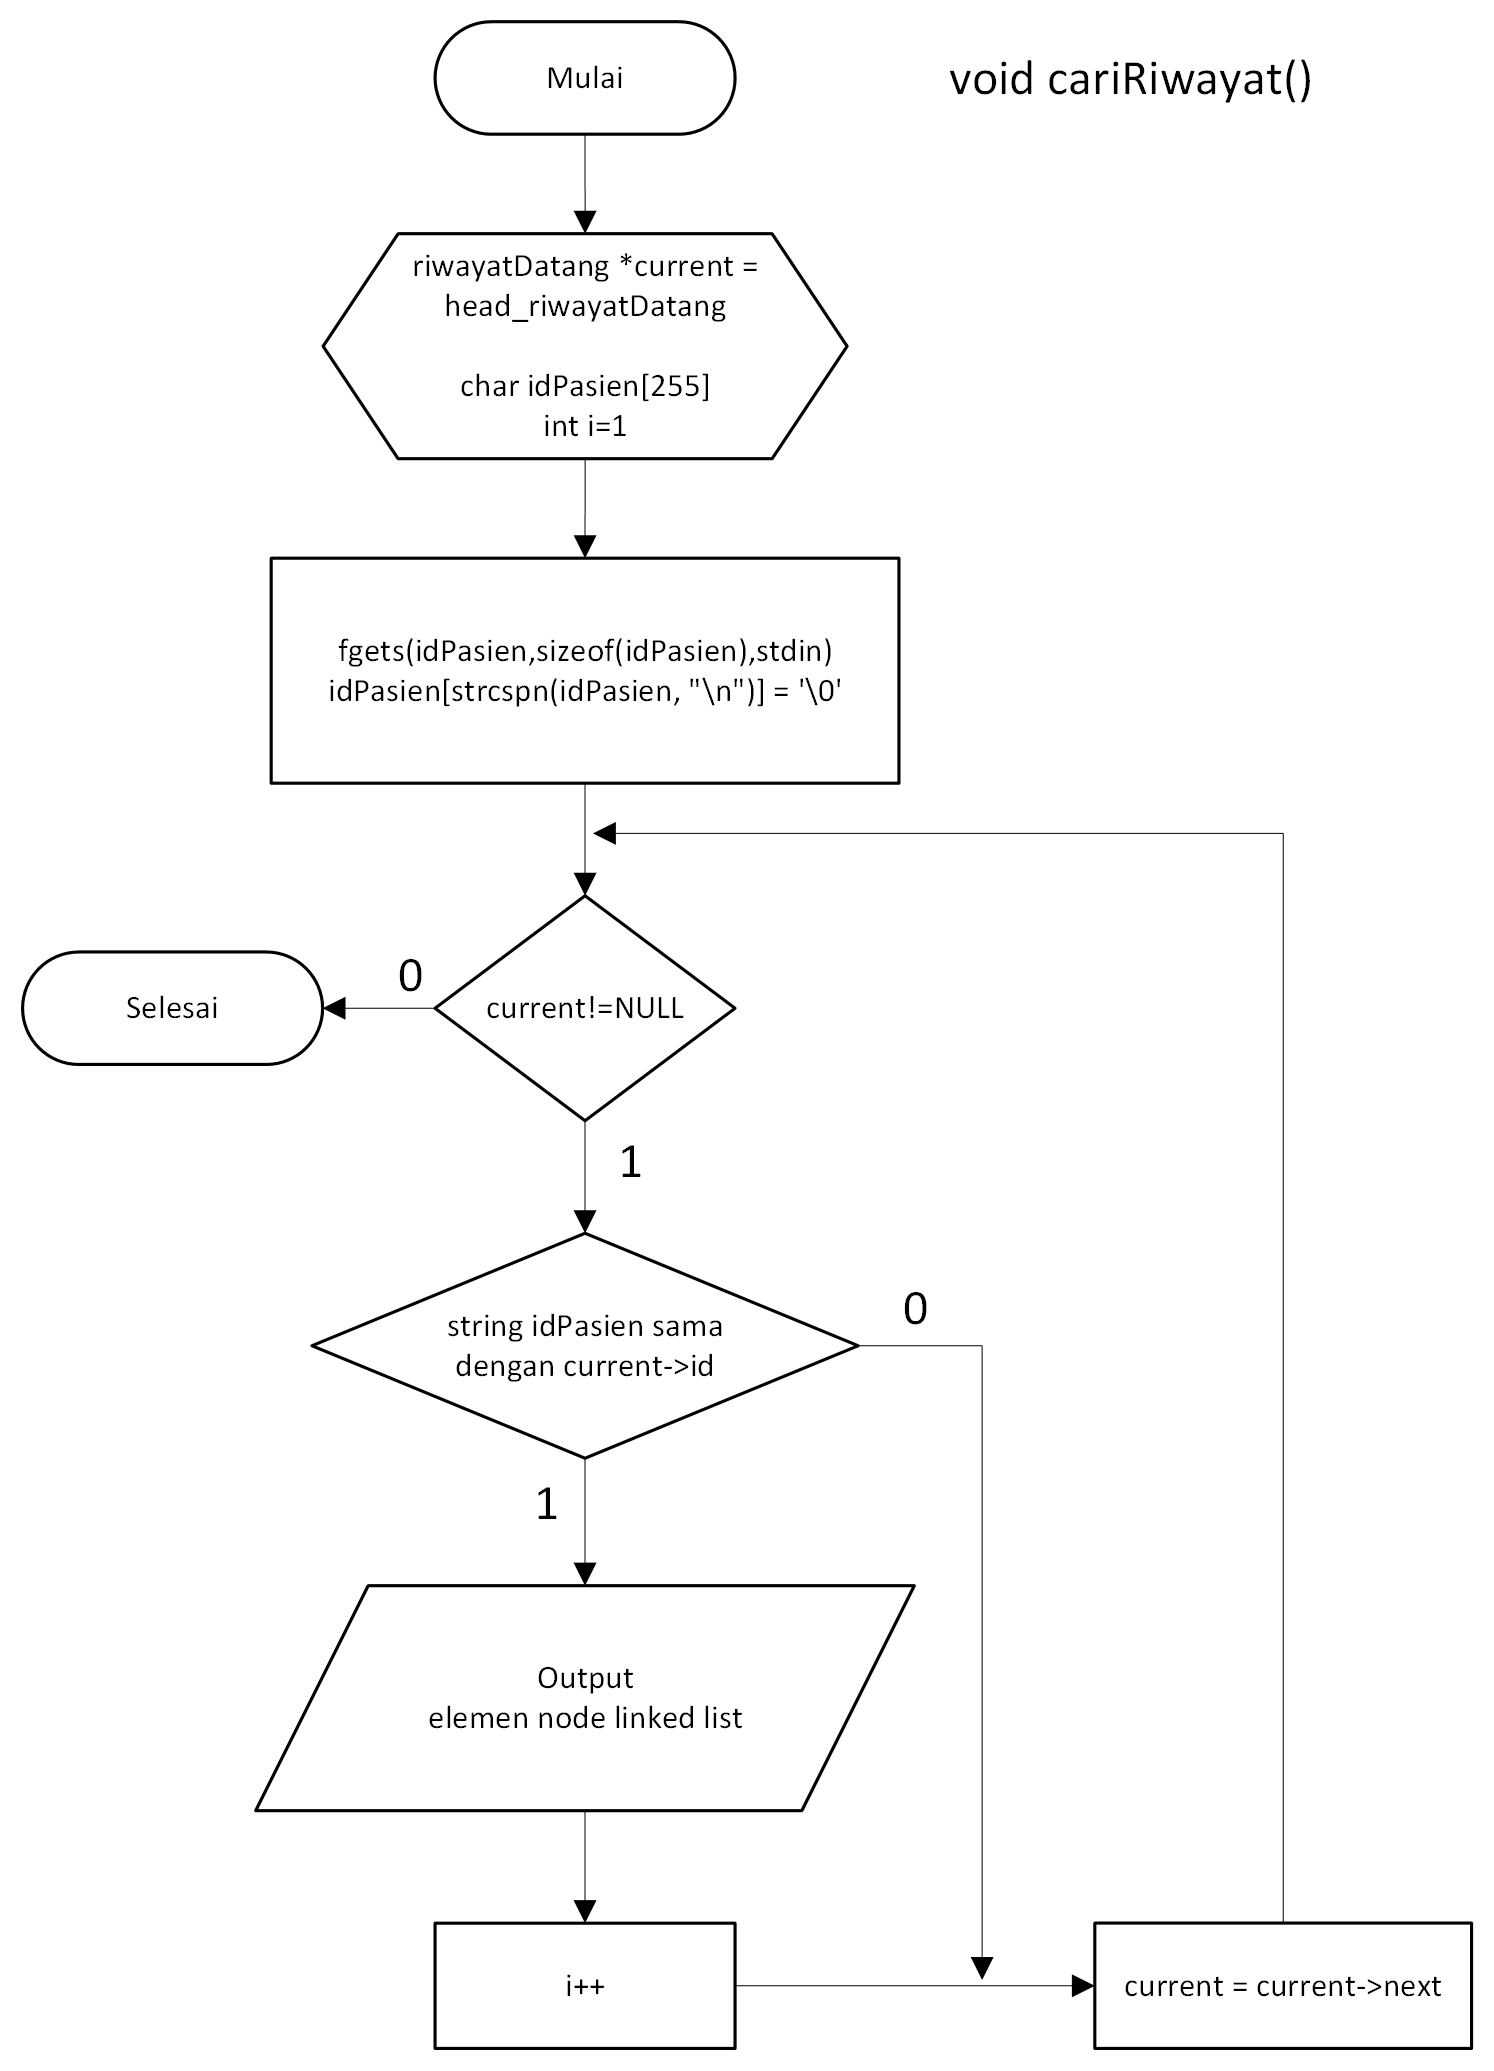 Mulai
void cariRiwayat()
riwayatDatang *current =
head_riwayatDatang
char idPasien[255]
int i=1
fgets(idPasien,sizeof(idPasien),stdin)
idPasien[strcspn(idPasien, "\n")] = '\0'
0
Selesai
current!=NULL
1
0
string idPasien sama
dengan current->id
1
Output
elemen node linked list
i++
current = current->next